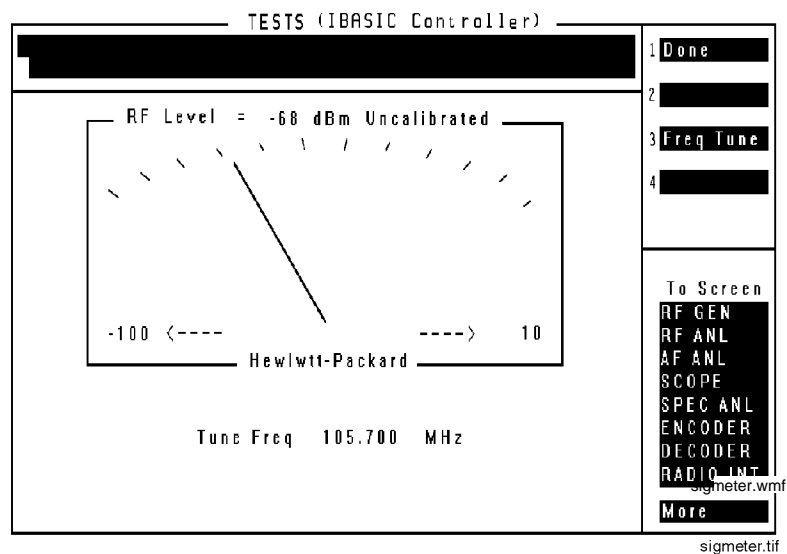 TESTS (IBASIC Controller)
1 Done
2
3 Freq Tune
4
RF Level = -68 dBm Uncalibrated
-100 <---- ----> 10
Hewlwtt-Packard
Tune Freq 105.700 MHz
To Screen
RF GEN
RF ANL
AF ANL
SCOPE
SPEC ANL
ENCODER
DECODER
RADIO INT
sigmeter.wmf
More
sigmeter.tif